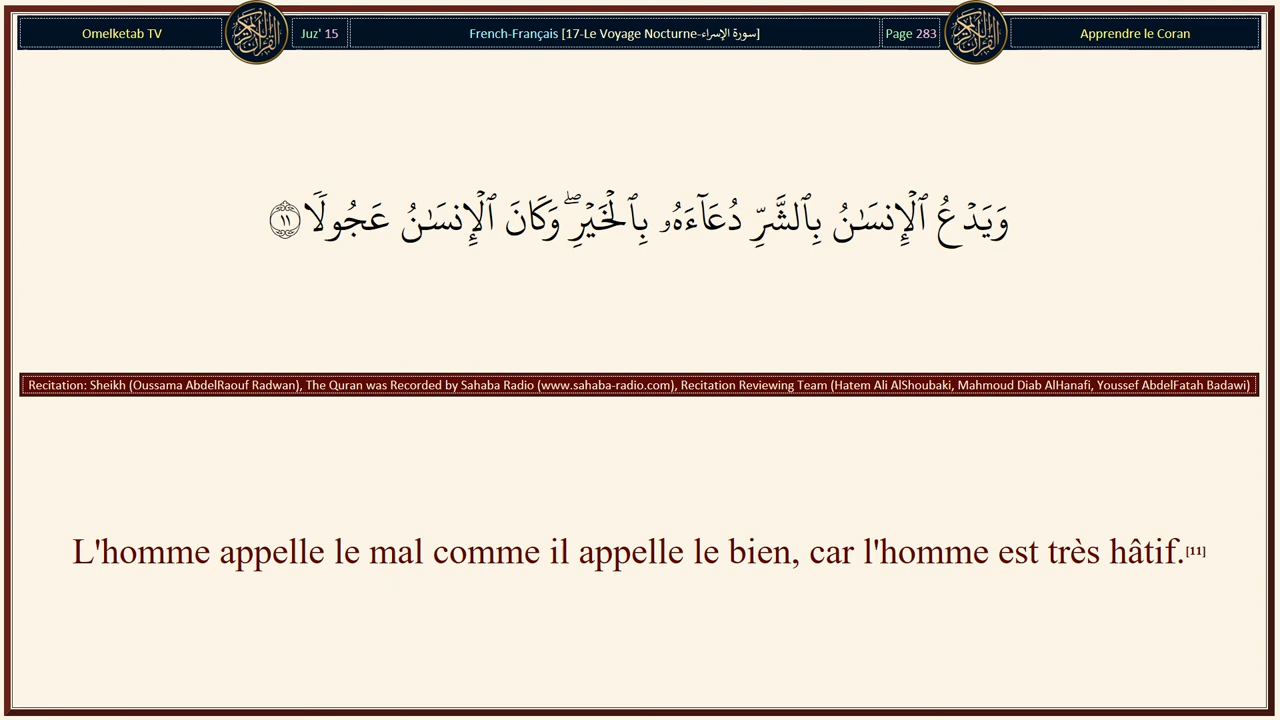 Omelketab TV
Juz' 15
French-Français [17-Le Voyage Nocturne-سورة الإسراء]
Page 283
Apprendre le Coran
وَيَدۡعُ ٱلۡإِنسَٰنُ بِٱلشَّرِّ دُعَآءَهُۥ بِٱلۡخَيۡرِۖ وَكَانَ ٱلۡإِنسَٰنُ عَجُولٗا ١١
Recitation: Sheikh (Oussama AbdelRaouf Radwan), The Quran was Recorded by Sahaba Radio (www.sahaba-radio.com), Recitation Reviewing Team (Hatem Ali AlShoubaki, Mahmoud Diab AlHanafi, Youssef AbdelFatah Badawi)
L'homme appelle le mal comme il appelle le bien, car l'homme est très hâtif.[11]